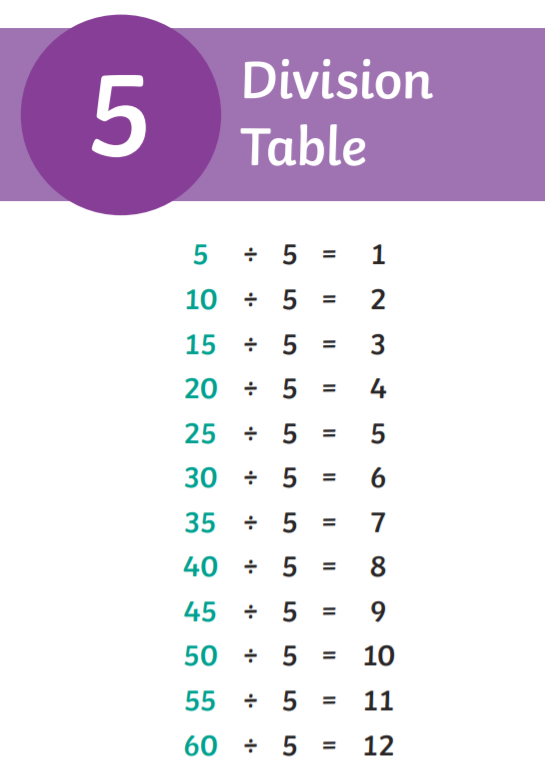 5
Division
Table
5 ÷ 5 = 1
10 ÷ 5 = 2
15 ÷ 5 = 3
20 ÷ 5 = 4
25 ÷ 5 = 5
30 ÷ 5 = 6
35 ÷ 5 = 7
40 ÷ 5 = 8
45 ÷ 5 = 9
50 ÷ 5 = 10
55 ÷ 5 = 11
60 ÷ 5 = 12